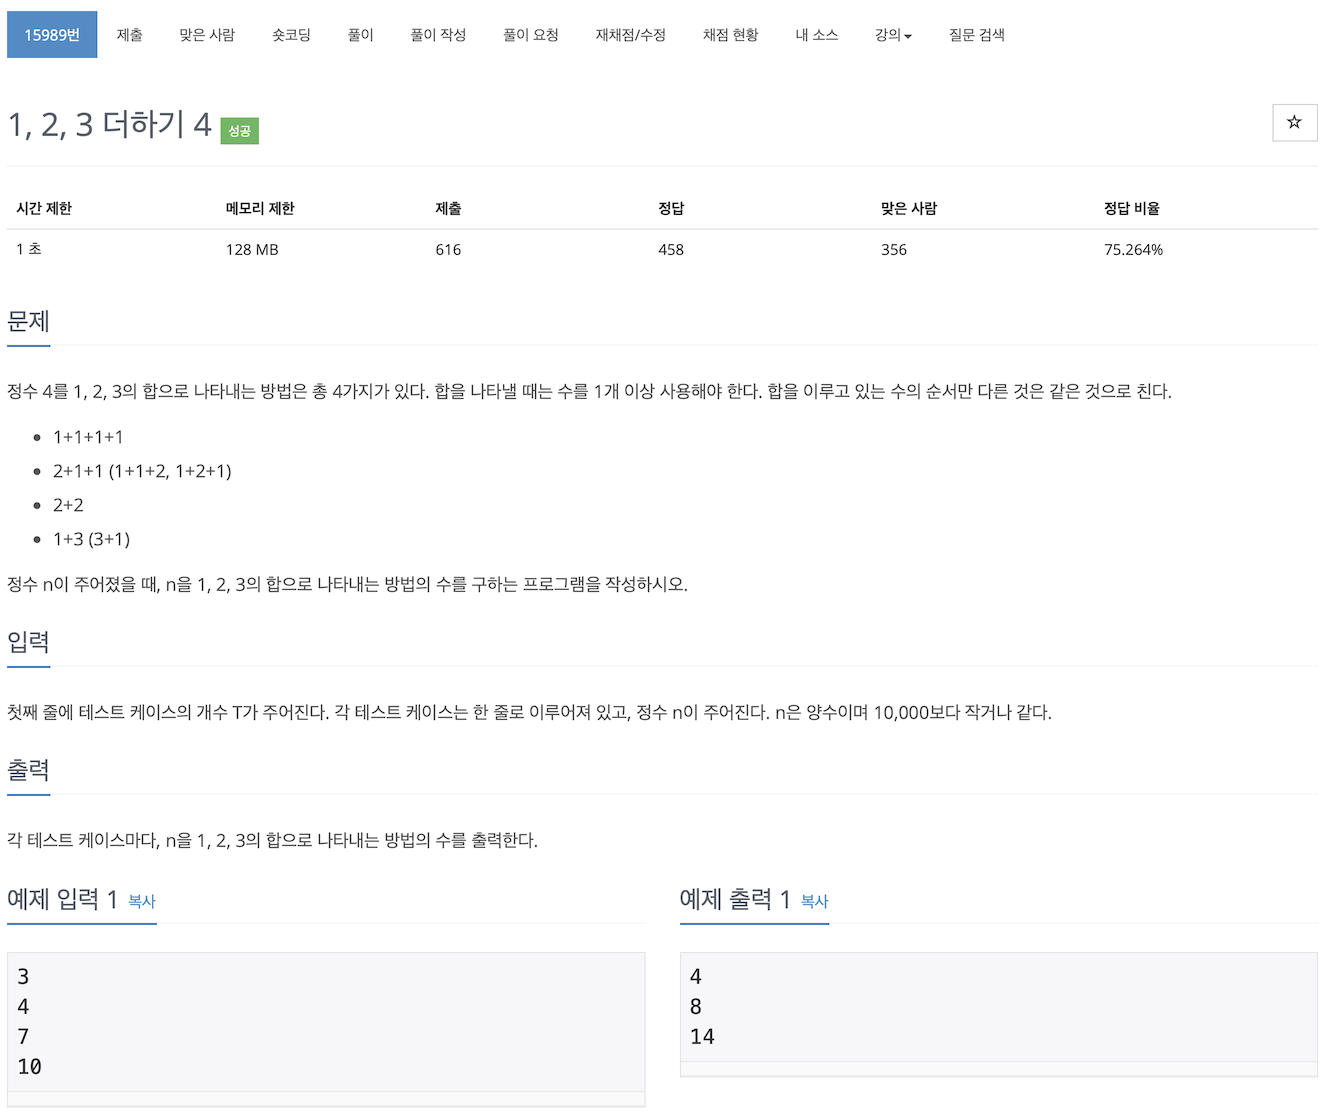 15989번 제출 맞은 사람 숏코딩 풀이 풀이 작성 풀이 요청 재채점/수정 채점 현황 내 소스 강의 질문 검색
1, 2, 3 더하기 4 성공
시간 제한 메모리 제한 제출 정답 맞은 사람 정답 비율
1 초 128 MB 616 458 356 75.264%
문제
정수 4를 1, 2, 3의 합으로 나타내는 방법은 총 4가지가 있다. 합을 나타낼 때는 수를 1개 이상 사용해야 한다. 합을 이루고 있는 수의 순서만 다른 것은 같은 것으로 친다.
1+1+1+1
2+1+1 (1+1+2, 1+2+1)
2+2
1+3 (3+1)
정수 n이 주어졌을 때, n을 1, 2, 3의 합으로 나타내는 방법의 수를 구하는 프로그램을 작성하시오.
입력
첫째 줄에 테스트 케이스의 개수 T가 주어진다. 각 테스트 케이스는 한 줄로 이루어져 있고, 정수 n이 주어진다. n은 양수이며 10,000보다 작거나 같다.
출력
각 테스트 케이스마다, n을 1, 2, 3의 합으로 나타내는 방법의 수를 출력한다.
예제 입력 1 복사
3
4
7
10
예제 출력 1 복사
4
8
14